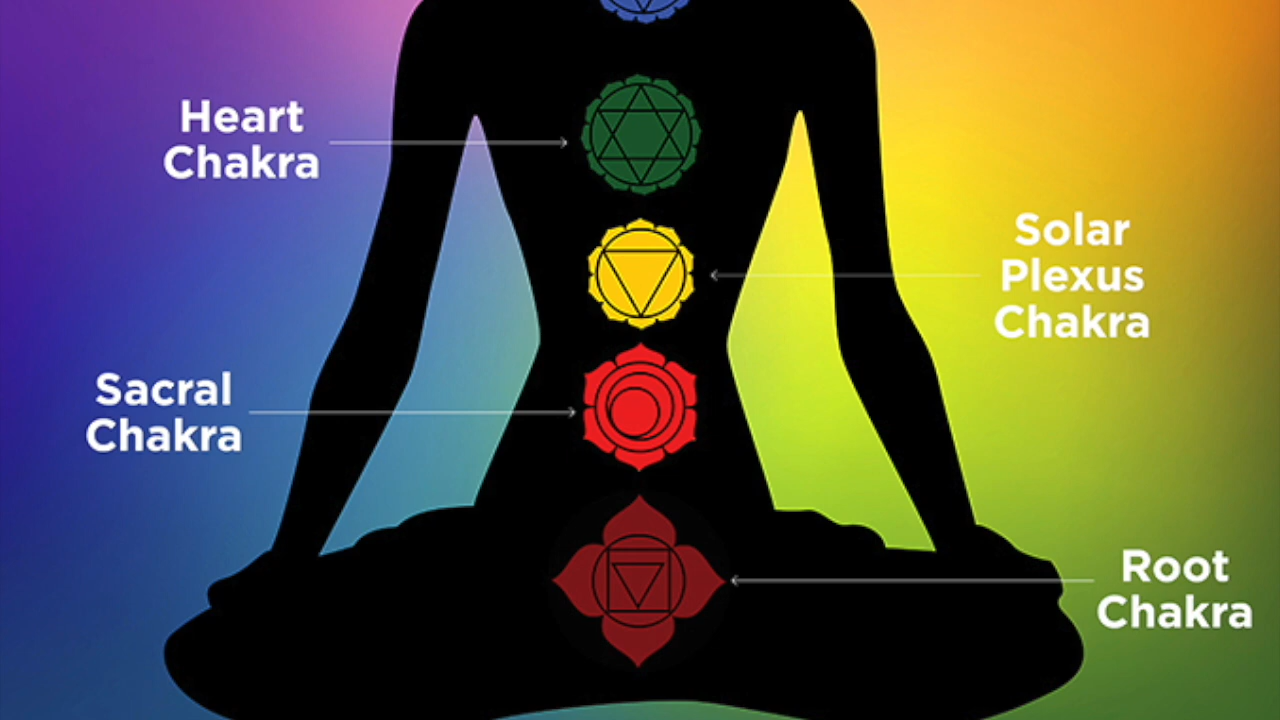 Heart
Chakra
Solar
Plexus
Chakra
Sacral
Chakra
Root
Chakra